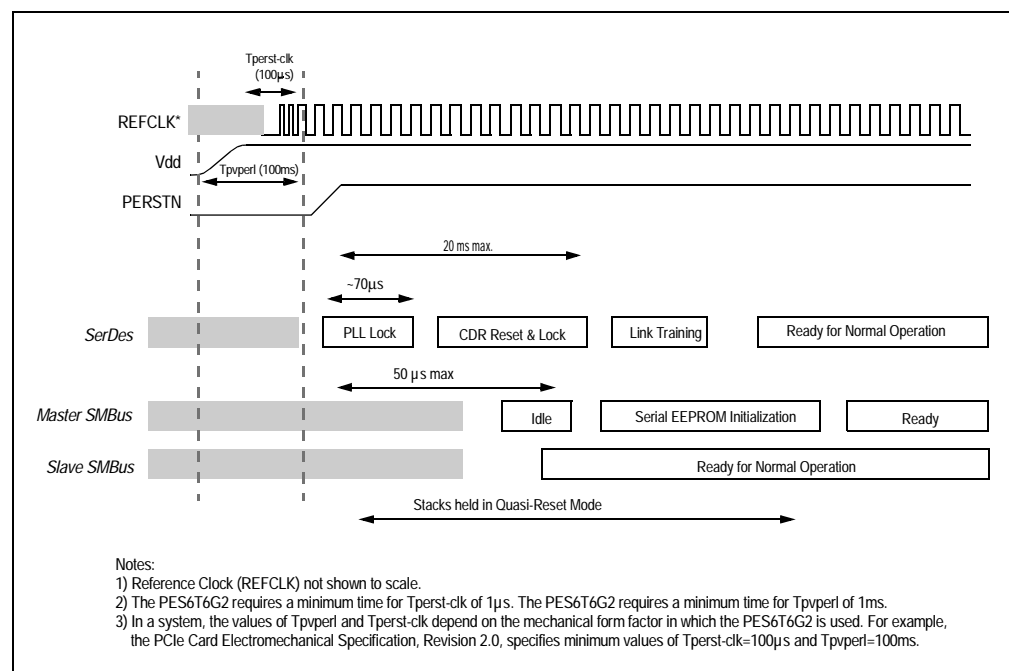 Tperst-clk
(100µs)
REFCLK*
Vdd
Tpvperl (100ms)
PERSTN
20 ms max.
~70µs
SerDes
PLL Lock
CDR Reset & Lock
Link Training
Ready for Normal Operation
50 µs max
Master SMBus
Idle
Serial EEPROM Initialization
Ready
Slave SMBus
Ready for Normal Operation
Stacks held in Quasi-Reset Mode
Notes:
1) Reference Clock (REFCLK) not shown to scale.
2) The PES6T6G2 requires a minimum time for Tperst-clk of 1µs. The PES6T6G2 requires a minimum time for Tpvperl of 1ms.
3) In a system, the values of Tpvperl and Tperst-clk depend on the mechanical form factor in which the PES6T6G2 is used. For example,
the PCIe Card Electromechanical Specification, Revision 2.0, specifies minimum values of Tperst-clk=100µs and Tpvperl=100ms.